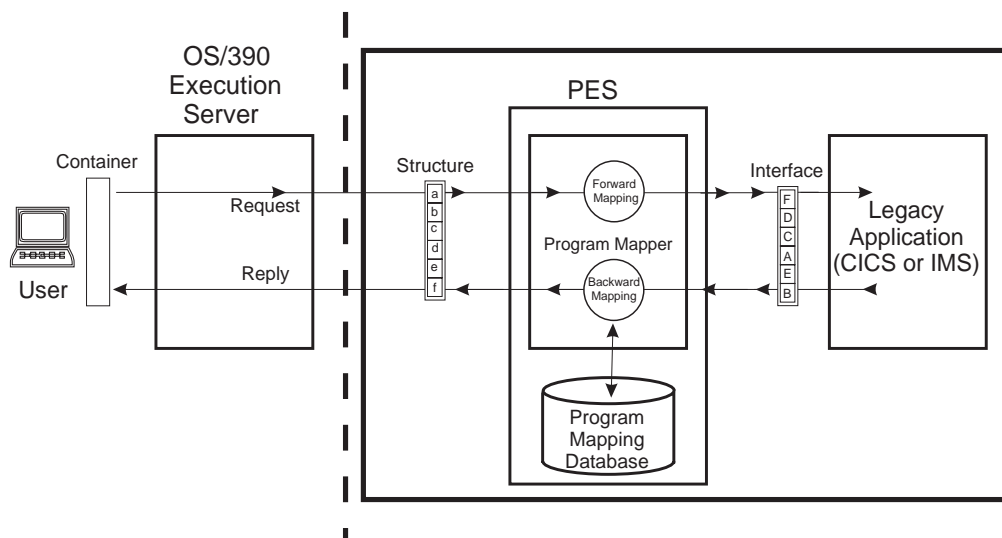 OS/390
Execution
Server
PES
Container
Structure
Interface
Request
Reply
User
a
b
c
d
e
f
Forward
Mapping
Program Mapper
Backward
Mapping
Program
Mapping
Database
F
D
C
A
E
B
Legacy
Application
(CICS or IMS)